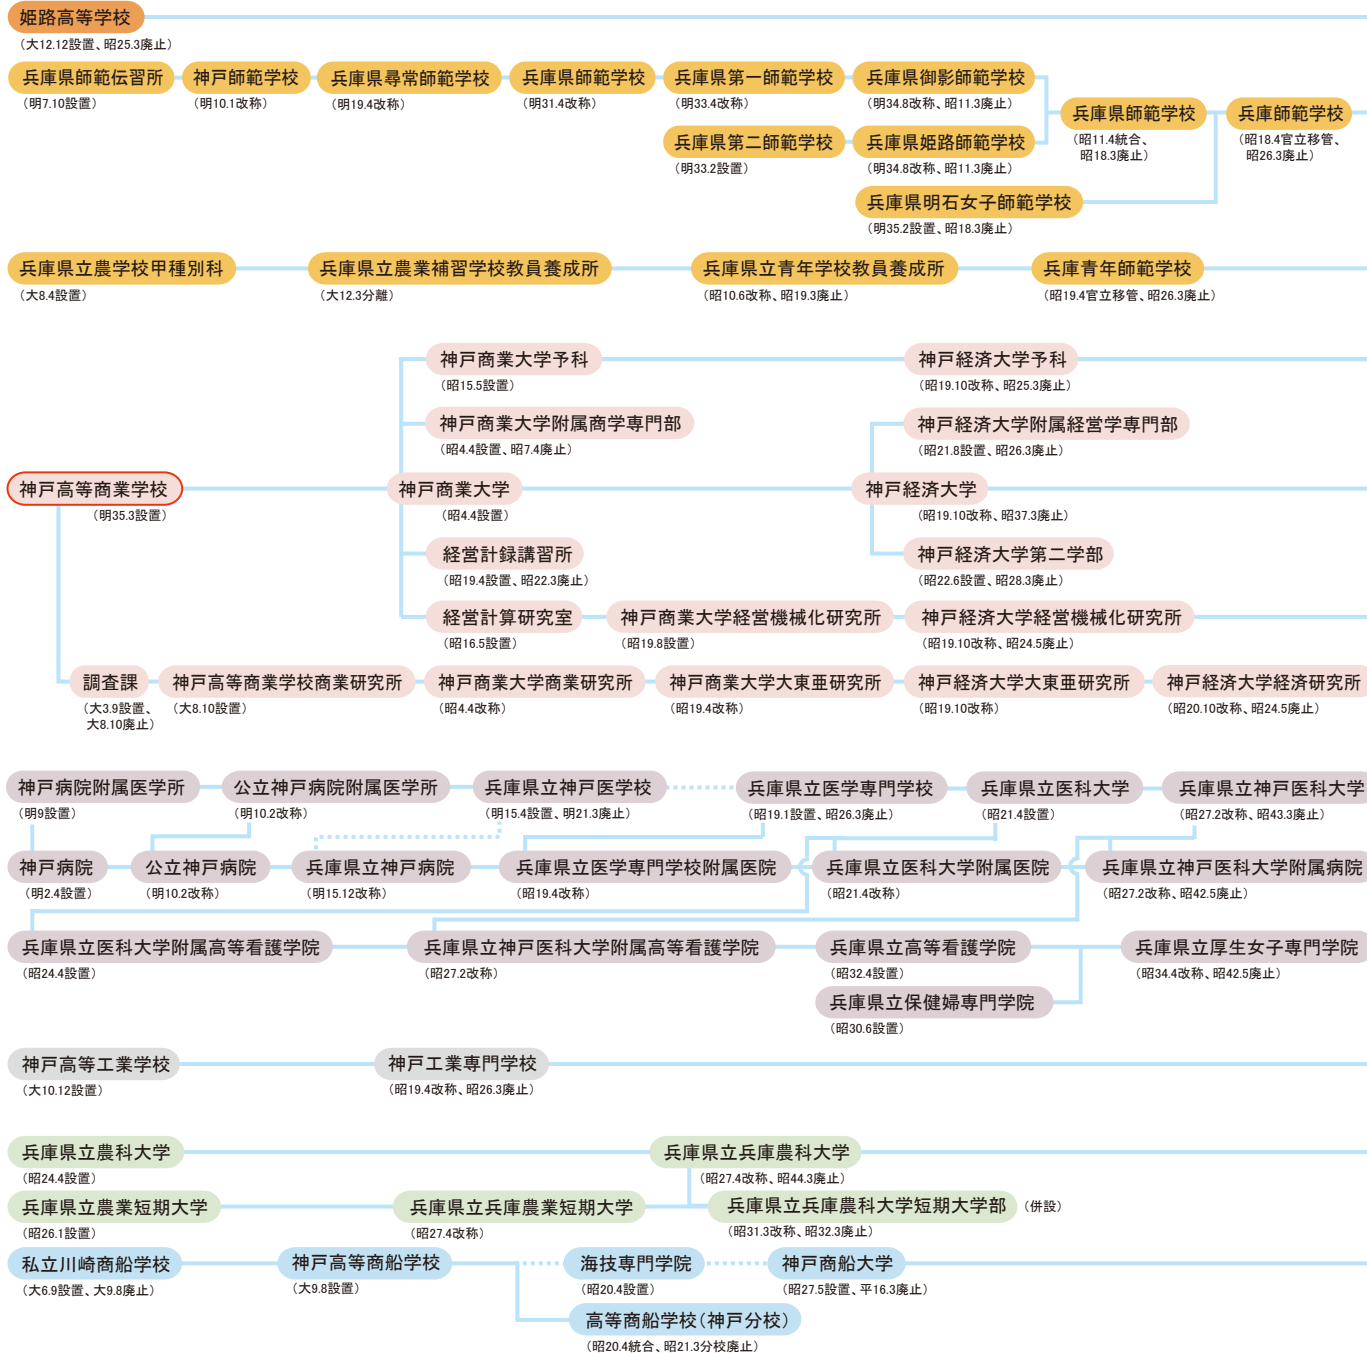 姫路高等学校
（大12.12設置、昭25.3廃止）
兵庫県師範伝習所
（明7.10設置）
神戸師範学校
（明10.1改称）
兵庫県尋常師範学校
（明19.4改称）
兵庫県師範学校
（明31.4改称）
兵庫県第一師範学校
（明33.4改称）
兵庫県御影師範学校
（明34.8改称、昭11.3廃止）
兵庫県第二師範学校
（明33.2設置）
兵庫県姫路師範学校
（明34.8改称、昭11.3廃止）
兵庫県師範学校
（昭11.4統合、
昭18.3廃止）
兵庫師範学校
（昭18.4官立移管、
昭26.3廃止）
兵庫県明石女子師範学校
（明35.2設置、昭18.3廃止）
兵庫県立農学校甲種別科
（大8.4設置）
兵庫県立農業補習学校教員養成所
（大12.3分離）
兵庫県立青年学校教員養成所
（昭10.6改称、昭19.3廃止）
兵庫青年師範学校
（昭19.4官立移管、昭26.3廃止）
神戸商業大学予科
（昭15.5設置）
神戸経済大学予科
（昭19.10改称、昭25.3廃止）
神戸商業大学附属商学専門部
（昭4.4設置、昭7.4廃止）
神戸経済大学附属経営学専門部
（昭21.8設置、昭26.3廃止）
神戸高等商業学校
（明35.3設置）
神戸商業大学
（昭4.4設置）
神戸経済大学
（昭19.10改称、昭37.3廃止）
経営計録講習所
（昭19.4設置、昭22.3廃止）
神戸経済大学第二学部
（昭22.6設置、昭28.3廃止）
経営計算研究室
（昭16.5設置）
神戸商業大学経営機械化研究所
（昭19.8設置）
神戸経済大学経営機械化研究所
（昭19.10改称、昭24.5廃止）
調査課
（大3.9設置、
大8.10廃止）
神戸高等商業学校商業研究所
（大8.10設置）
神戸商業大学商業研究所
（昭4.4改称）
神戸商業大学大東亜研究所
（昭19.4改称）
神戸経済大学大東亜研究所
（昭19.10改称）
神戸経済大学経済研究所
（昭20.10改称、昭24.5廃止）
神戸病院附属医学所
（明9設置）
公立神戸病院附属医学所
（明10.2改称）
兵庫県立神戸医学校
（明15.4設置、明21.3廃止）
兵庫県立医学専門学校
（昭19.1設置、昭26.3廃止）
兵庫県立医科大学
（昭21.4設置）
兵庫県立神戸医科大学
（昭27.2改称、昭43.3廃止）
神戸病院
（明2.4設置）
公立神戸病院
（明10.2改称）
兵庫県立神戸病院
（明15.12改称）
兵庫県立医学専門学校附属医院
（昭19.4改称）
兵庫県立医科大学附属医院
（昭21.4改称）
兵庫県立神戸医科大学附属病院
（昭27.2改称、昭42.5廃止）
兵庫県立医科大学附属高等看護学院
（昭24.4設置）
兵庫県立神戸医科大学附属高等看護学院
（昭27.2改称）
兵庫県立高等看護学院
（昭32.4設置）
兵庫県立厚生女子専門学院
（昭34.4改称、昭42.5廃止）
兵庫県立保健婦専門学院
（昭30.6設置）
神戸高等工業学校
（大10.12設置）
神戸工業専門学校
（昭19.4改称、昭26.3廃止）
兵庫県立農科大学
（昭24.4設置）
兵庫県立兵庫農科大学
（昭27.4改称、昭44.3廃止）
兵庫県立農業短期大学
（昭26.1設置）
兵庫県立兵庫農業短期大学
（昭27.4改称）
兵庫県立兵庫農科大学短期大学部（併設）
（昭31.3改称、昭32.3廃止）
私立川崎商船学校
（大6.9設置、大9.8廃止）
神戸高等商船学校
（大9.8設置）
海技専門学院
（昭20.4設置）
神戸商船大学
（昭27.5設置、平16.3廃止）
高等商船学校（神戸分校）
（昭20.4統合、昭21.3分校廃止）